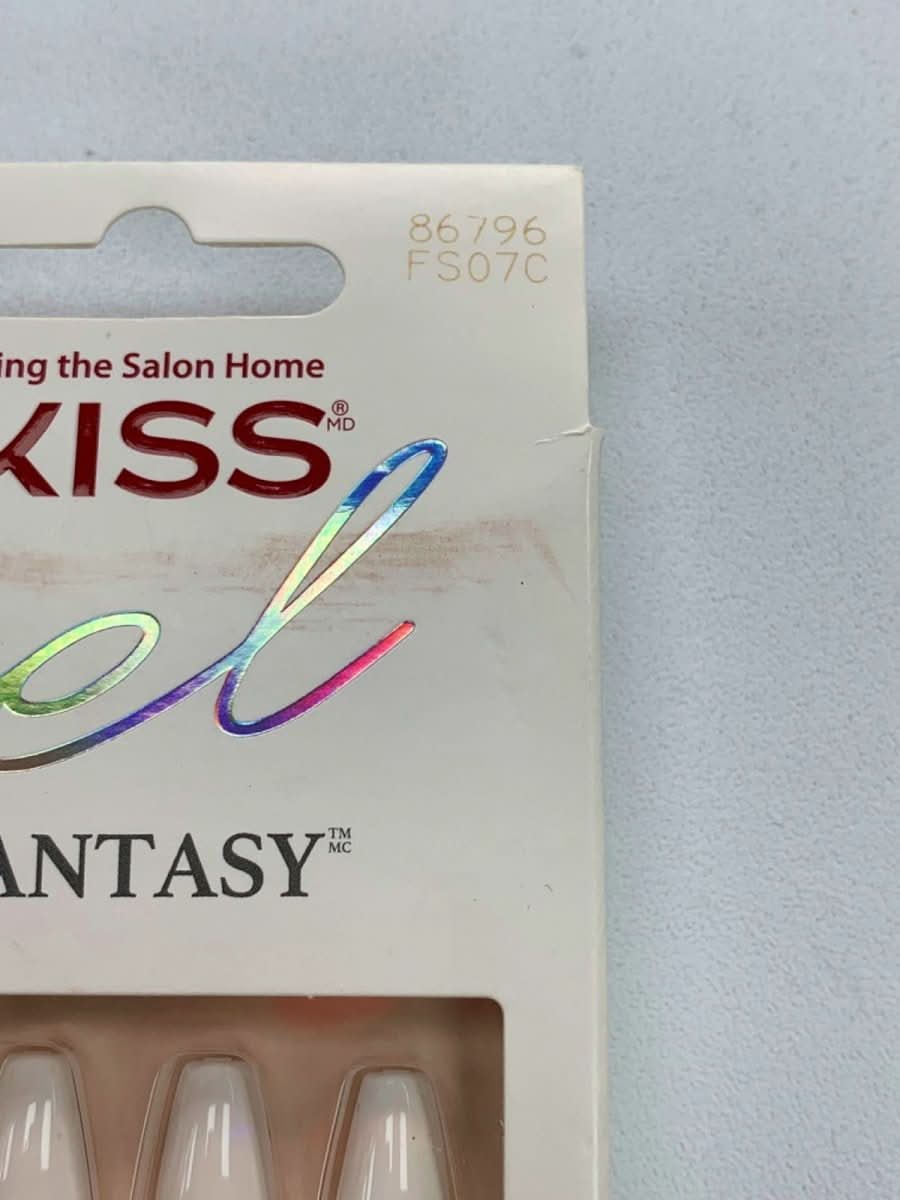 86796
FS07C
ing the Salon Home
KISS®
MD
el
ANTASY™
MC